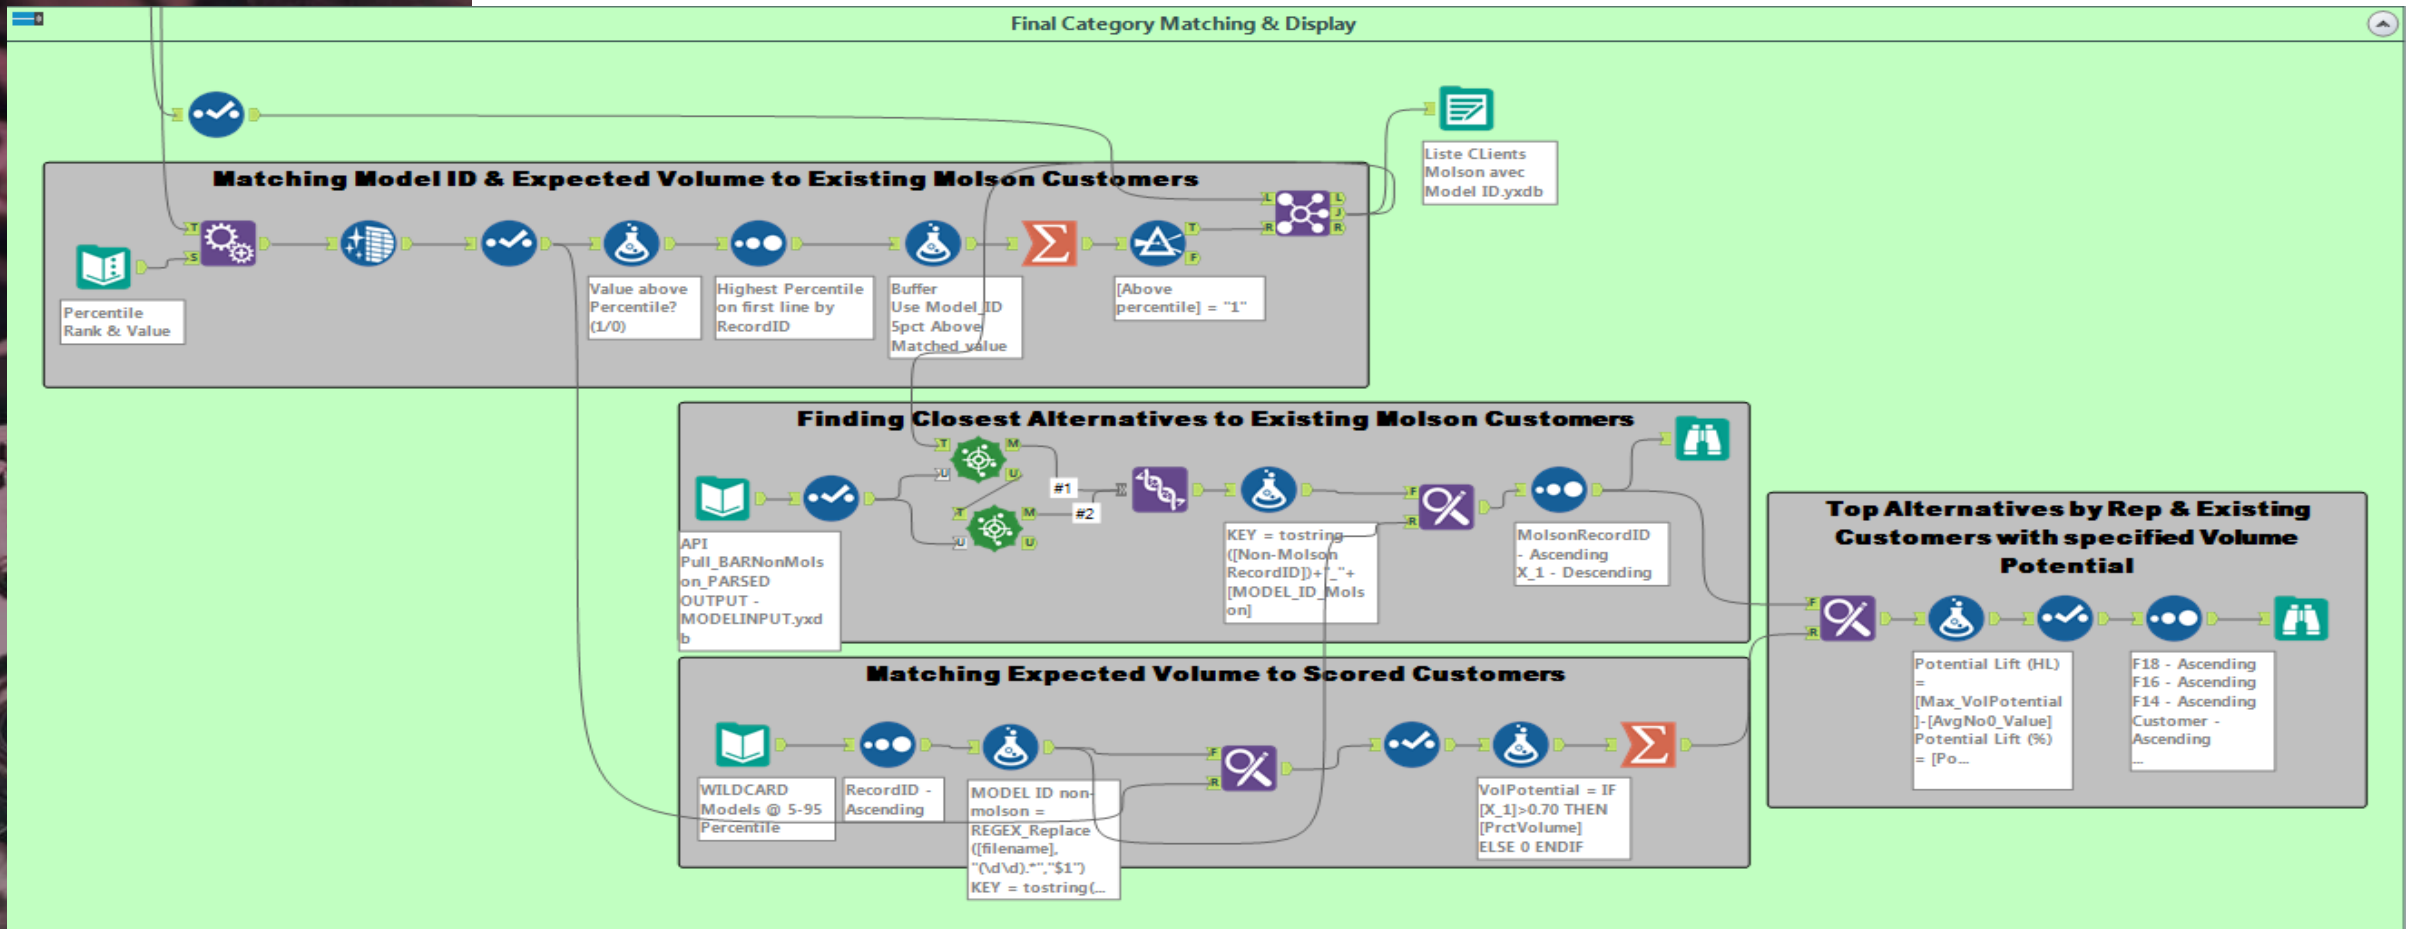 Final Category Matching & Display
Liste CLients
Molson avec
Model ID.yxdb
Matching Model ID & Expected Volume to Existing Molson Customers
L
L
J
R
R
T
S
T
F
Percentile
Rank & Value
Value above
Percentile?
(1/0)
Highest Percentile
on first line by
RecordID
Buffer
Use Model_ID
5pct Above
Matched value
[Above
percentile] = "1"
Finding Closest Alternatives to Existing Molson Customers
T
M
U
U
T
M
U
U
#1
#2
F
R
API
Pull_BARNonMols
on_PARSED
OUTPUT -
MODELINPUT.yxd
b
KEY = tostring
([Non-Molson
RecordID])+"_"+
[MODEL_ID_Mols
on]
MolsonRecordID
- Ascending
X_1 - Descending
Matching Expected Volume to Scored Customers
F
R
WILDCARD
Models @ 5-95
Percentile
RecordID -
Ascending
MODEL ID non-
molson =
REGEX_Replace
([filename],
"(\d\d).*","$1")
KEY = tostring(...
VolPotential = IF
[X_1]>0.70 THEN
[PrctVolume]
ELSE 0 ENDIF
Top Alternatives by Rep & Existing
Customers with specified Volume
Potential
F
R
Potential Lift (HL)
=
[Max_VolPotential
]-[AvgNo0_Value]
Potential Lift (%)
= [Po...
F18 - Ascending
F16 - Ascending
F14 - Ascending
Customer -
Ascending
...